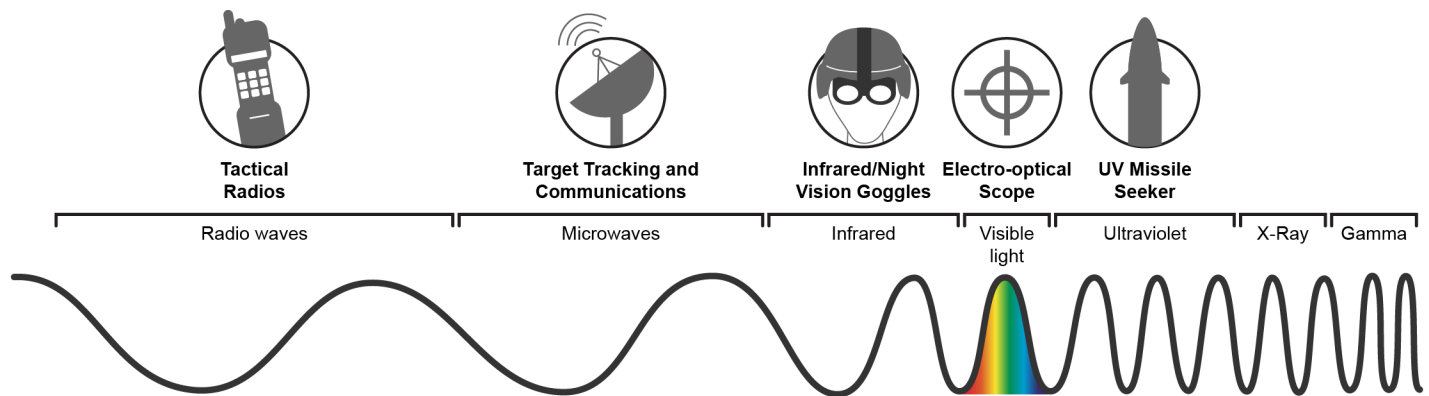 Tactical
Radios
Target Tracking and
Communications
Infrared/Night
Vision Goggles
Electro-optical
Scope
UV Missile
Seeker
Radio waves
Microwaves
Infrared
Visible
light
Ultraviolet
X-Ray
Gamma